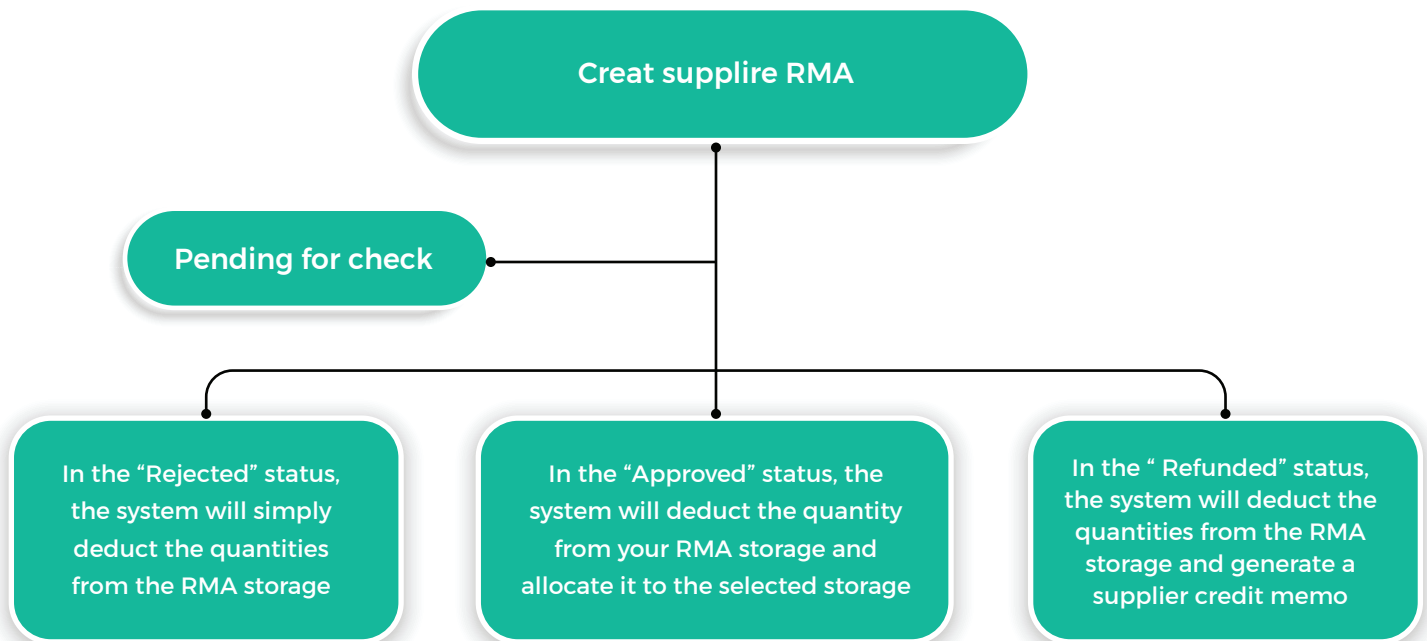 Creat supplire RMA
Pending for check
In the “Rejected” status,
the system will simply
deduct the quantities
from the RMA storage
In the “Approved” status, the
system will deduct the quantity
from your RMA storage and
allocate it to the selected storage
In the “ Refunded” status,
the system will deduct the
quantities from the RMA
storage and generate a
supplier credit memo